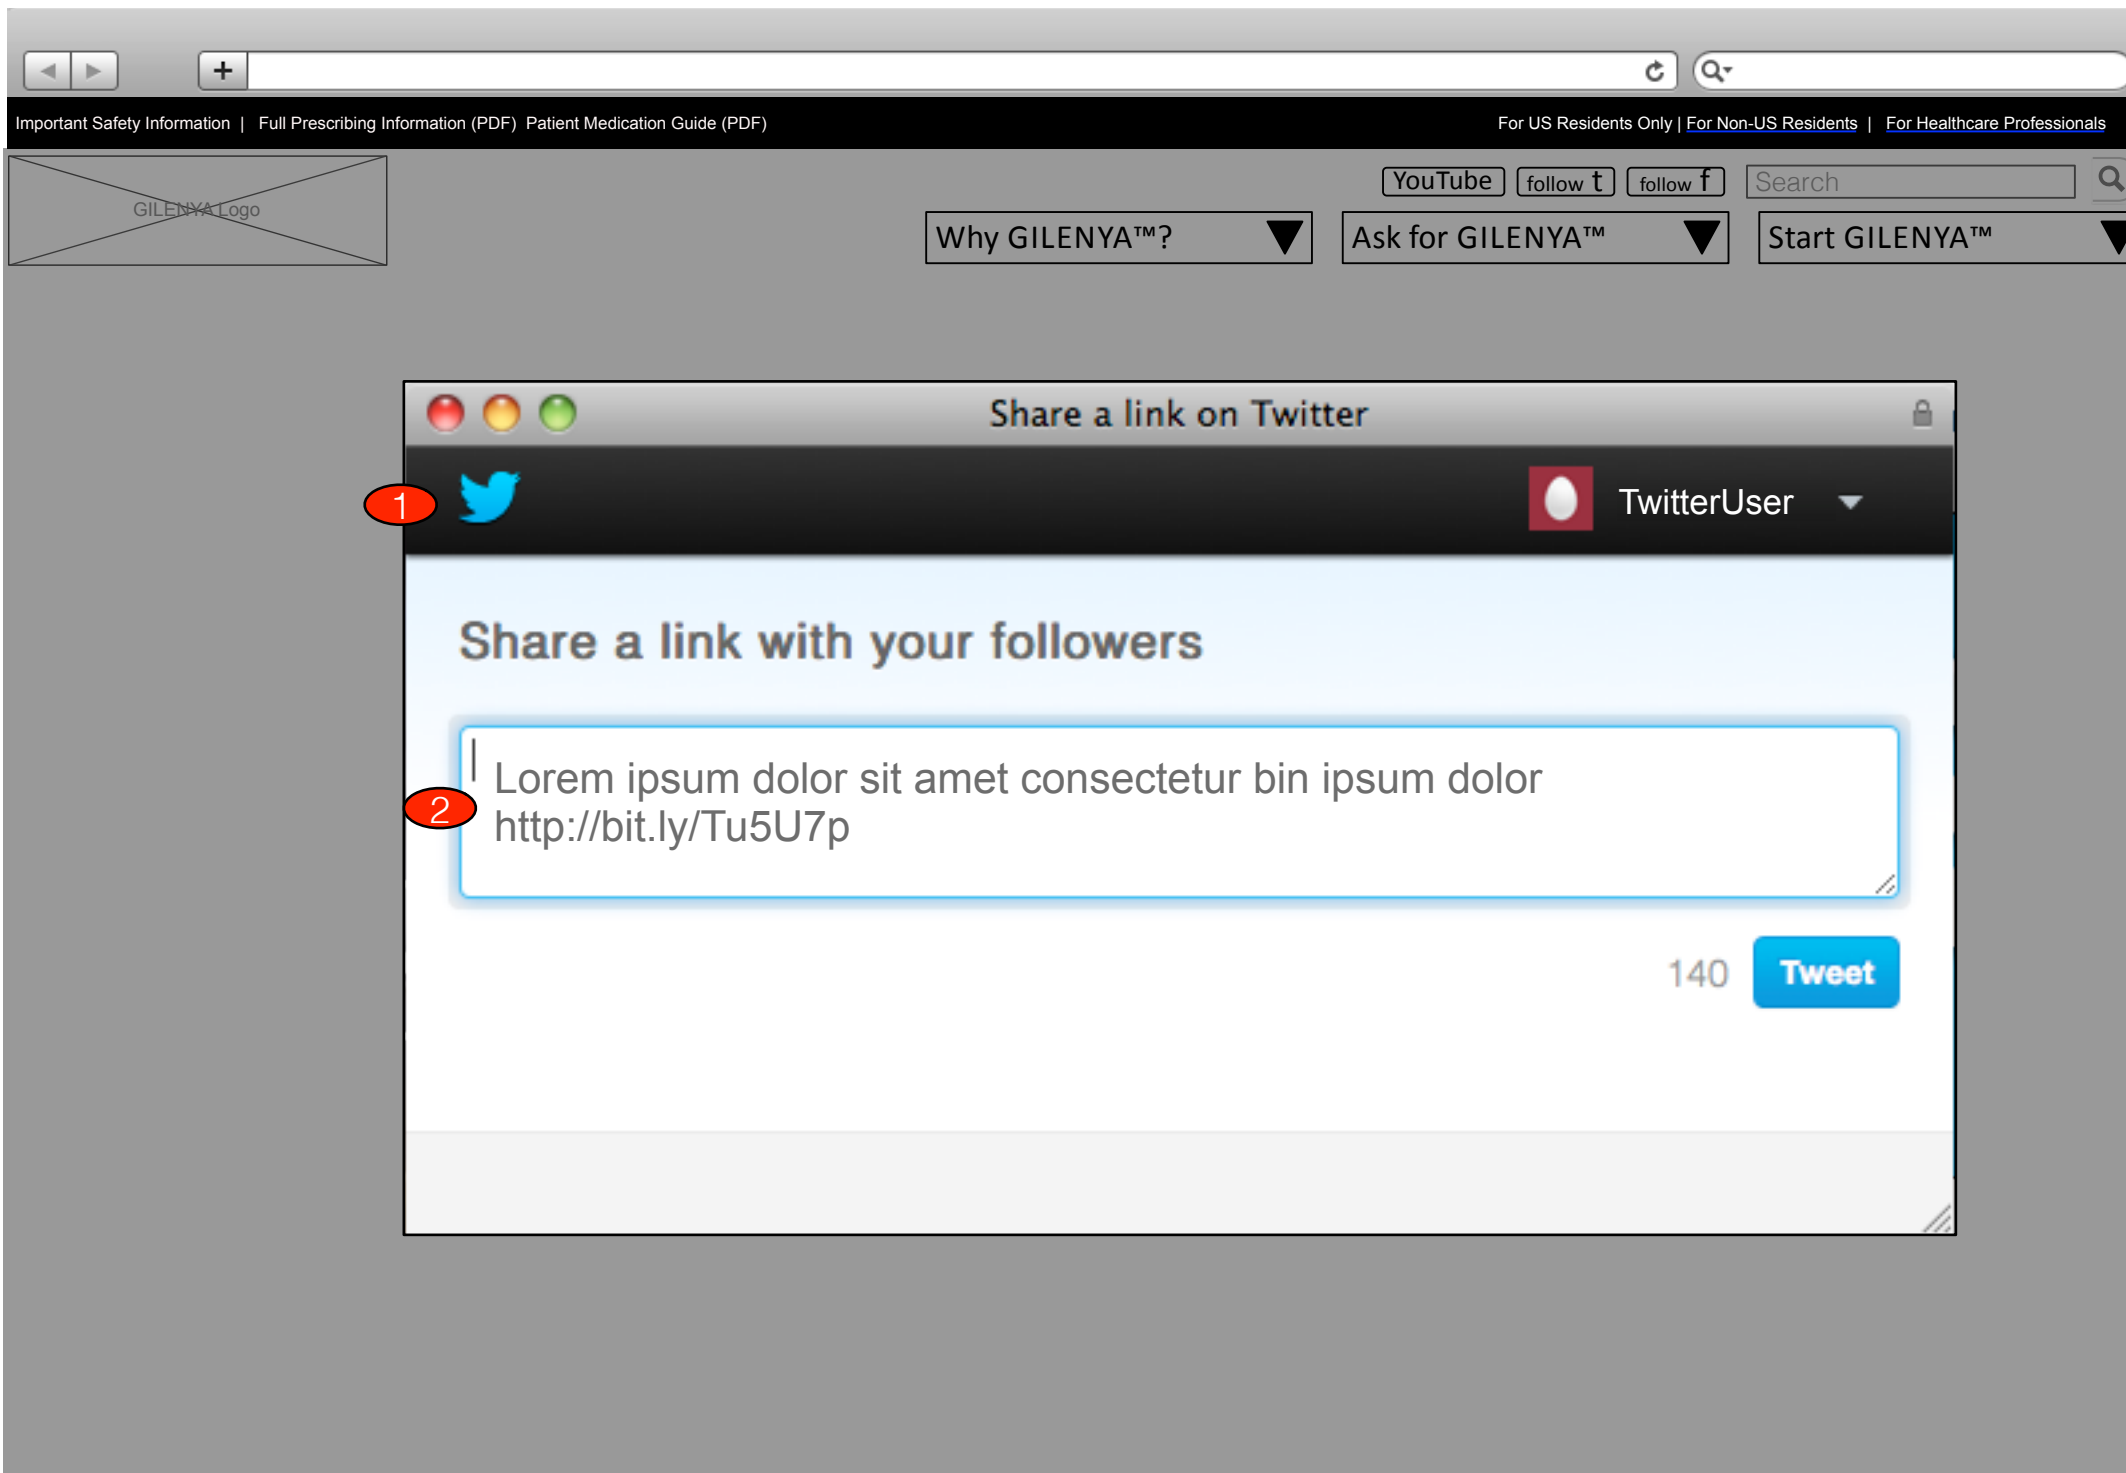 Important Safety Information | Full Prescribing Information (PDF) Patient Medication Guide (PDF)
For US Residents Only | For Non-US Residents | For Healthcare Professionals
GILENYA Logo
YouTube
follow t
follow f
Search
Why GILENYA™?
Ask for GILENYA™
Start GILENYA™
Share a link on Twitter
1
TwitterUser
Share a link with your followers
Lorem ipsum dolor sit amet consectetur bin ipsum dolor
2
http://bit.ly/Tu5U7p
140
Tweet